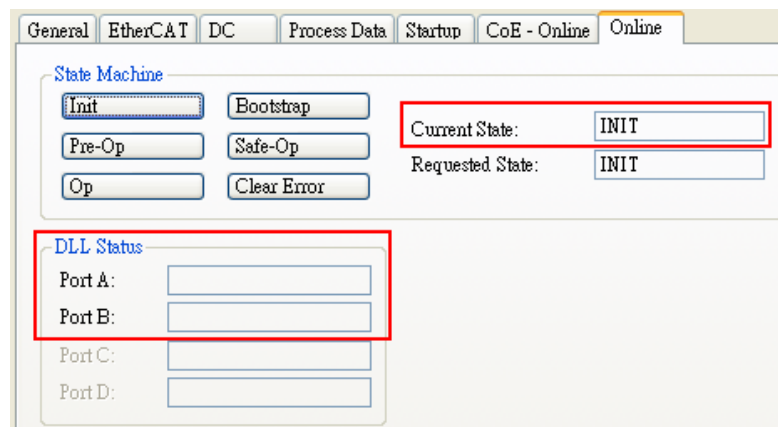 General EtherCAT DC Process Data Startup CoE - Online Online
State Machine
Init Bootstrap
Pre-Op Safe-Op
Op Clear Error
Current State: INIT
Requested State: INIT
DLL Status
Port A:
Port B:
Port C:
Port D: